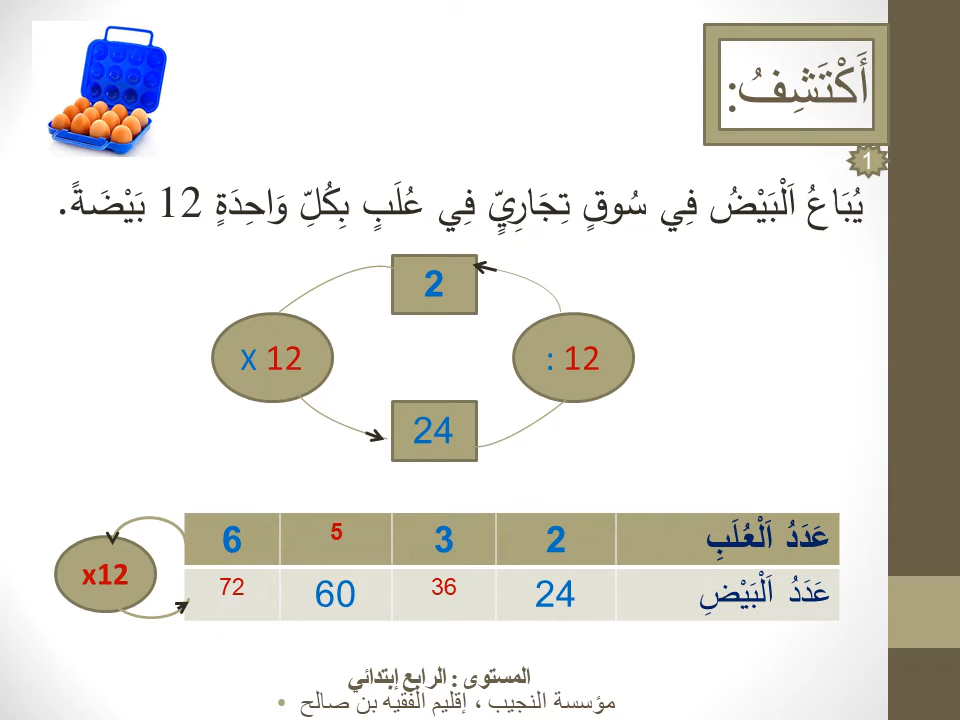 أَكْتَشِفُ:
1
يُبَاعُ اَلْبَيْضُ فِي سُوقٍ تِجَارِيٍّ فِي عُلَبٍ بِكُلِّ وَاحِدَةٍ 12 بَيْضَةً.
2
x 12
: 12
24
عَدَدُ اَلْعُلَبِ 2 3 5 6
عَدَدُ اَلْبَيْضِ 24 36 60 72
x12
المستوى : الرابع إبتدائي
• مؤسسة النجيب ، إقليم الفقيه بن صالح